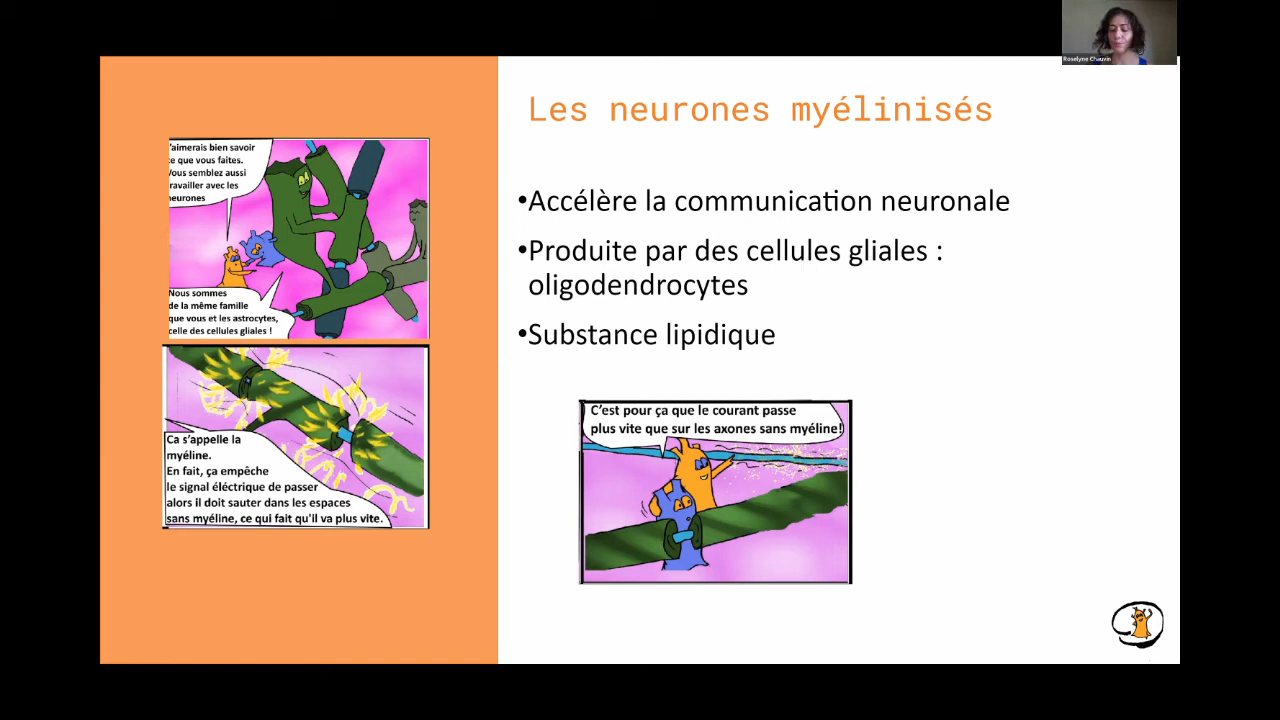 Roselyne Chauvin
Les neurones myélinisés
'aimerais bien savoir
ce que vous faites.
Vous semblez aussi
ravailler avec les
neurones
Nous sommes
de la même famille
que vous et les astrocytes,
celle des cellules gliales !
Ca s'appelle la
myéline.
En fait, ça empêche
le signal éléctrique de passer
alors il doit sauter dans les espaces
sans myéline, ce qui fait qu'il va plus vite.
•Accélère la communication neuronale
•Produite par des cellules gliales :
oligodendrocytes
•Substance lipidique
C'est pour ça que le courant passe
plus vite que sur les axones sans myéline!